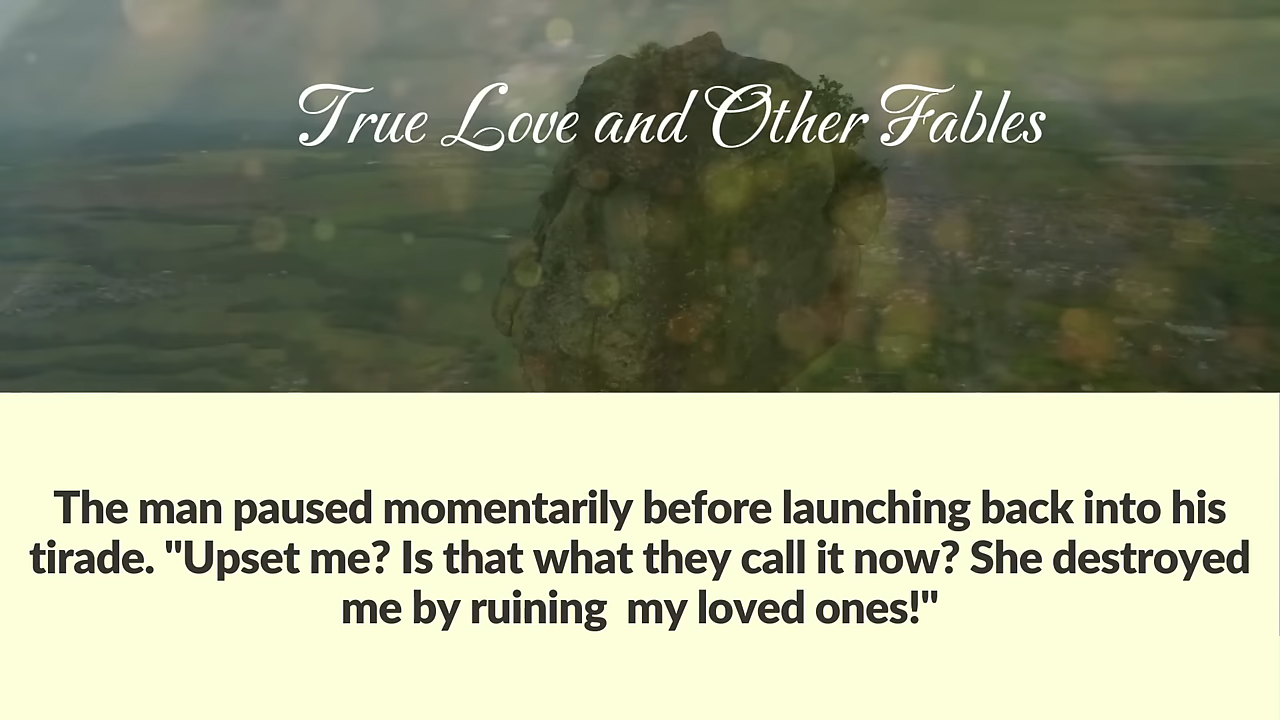 True Love and Other Fables
The man paused momentarily before launching back into his
tirade. "Upset me? Is that what they call it now? She destroyed
me by ruining  my loved ones!"